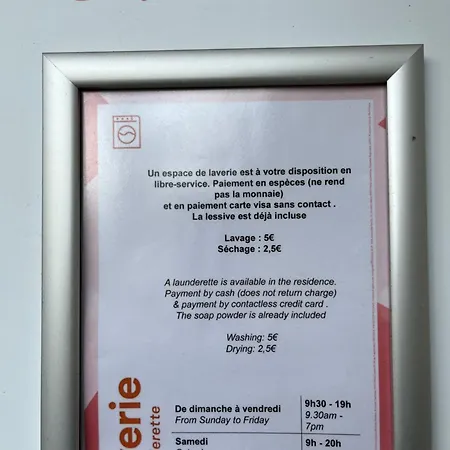 Un espace de laverie est à votre disposition en
libre-service. Paiement en espèces (ne rend
pas la monnaie)
et en paiement carte visa sans contact .
La lessive est déjà incluse
Lavage : 5€
Séchage : 2,5€
A launderette is available in the residence.
Payment by cash (does not return charge)
& payment by contactless credit card .
The soap powder is already included
Washing: 5€
Drying: 2,5€
erie
erette
De dimanche à vendredi
From Sunday to Friday
9h30 - 19h
9.30am -
7pm
Samedi
9h - 20h